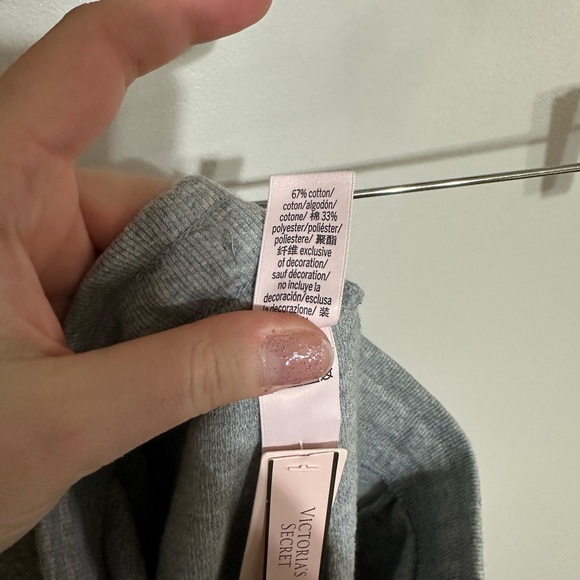 67% cotton/
coton/algodón/
cotone/ 棉 33%
polyester/poliéster/
poliestere/ 聚酯
纤维 exclusive
of decoration/
sauf décoration/
no incluye la
decoración/esclusa
la decorazione/ 装
VICTORIA'S
SECRET